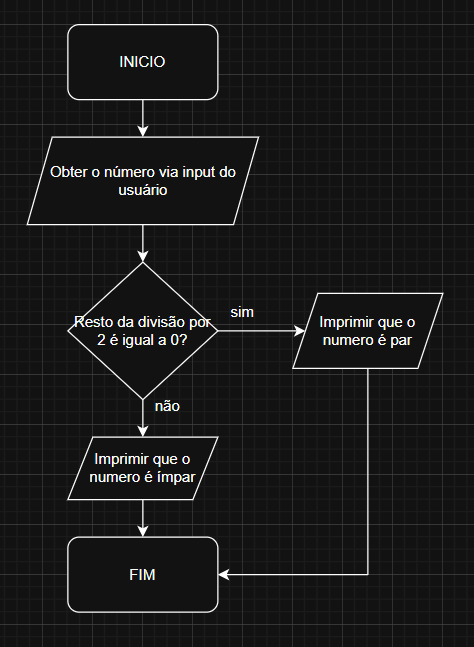 INICIO
Obter o número via input do
usuário
Resto da divisão por
2 é igual a 0?
sim
Imprimir que o
numero é par
não
Imprimir que o
numero é ímpar
FIM